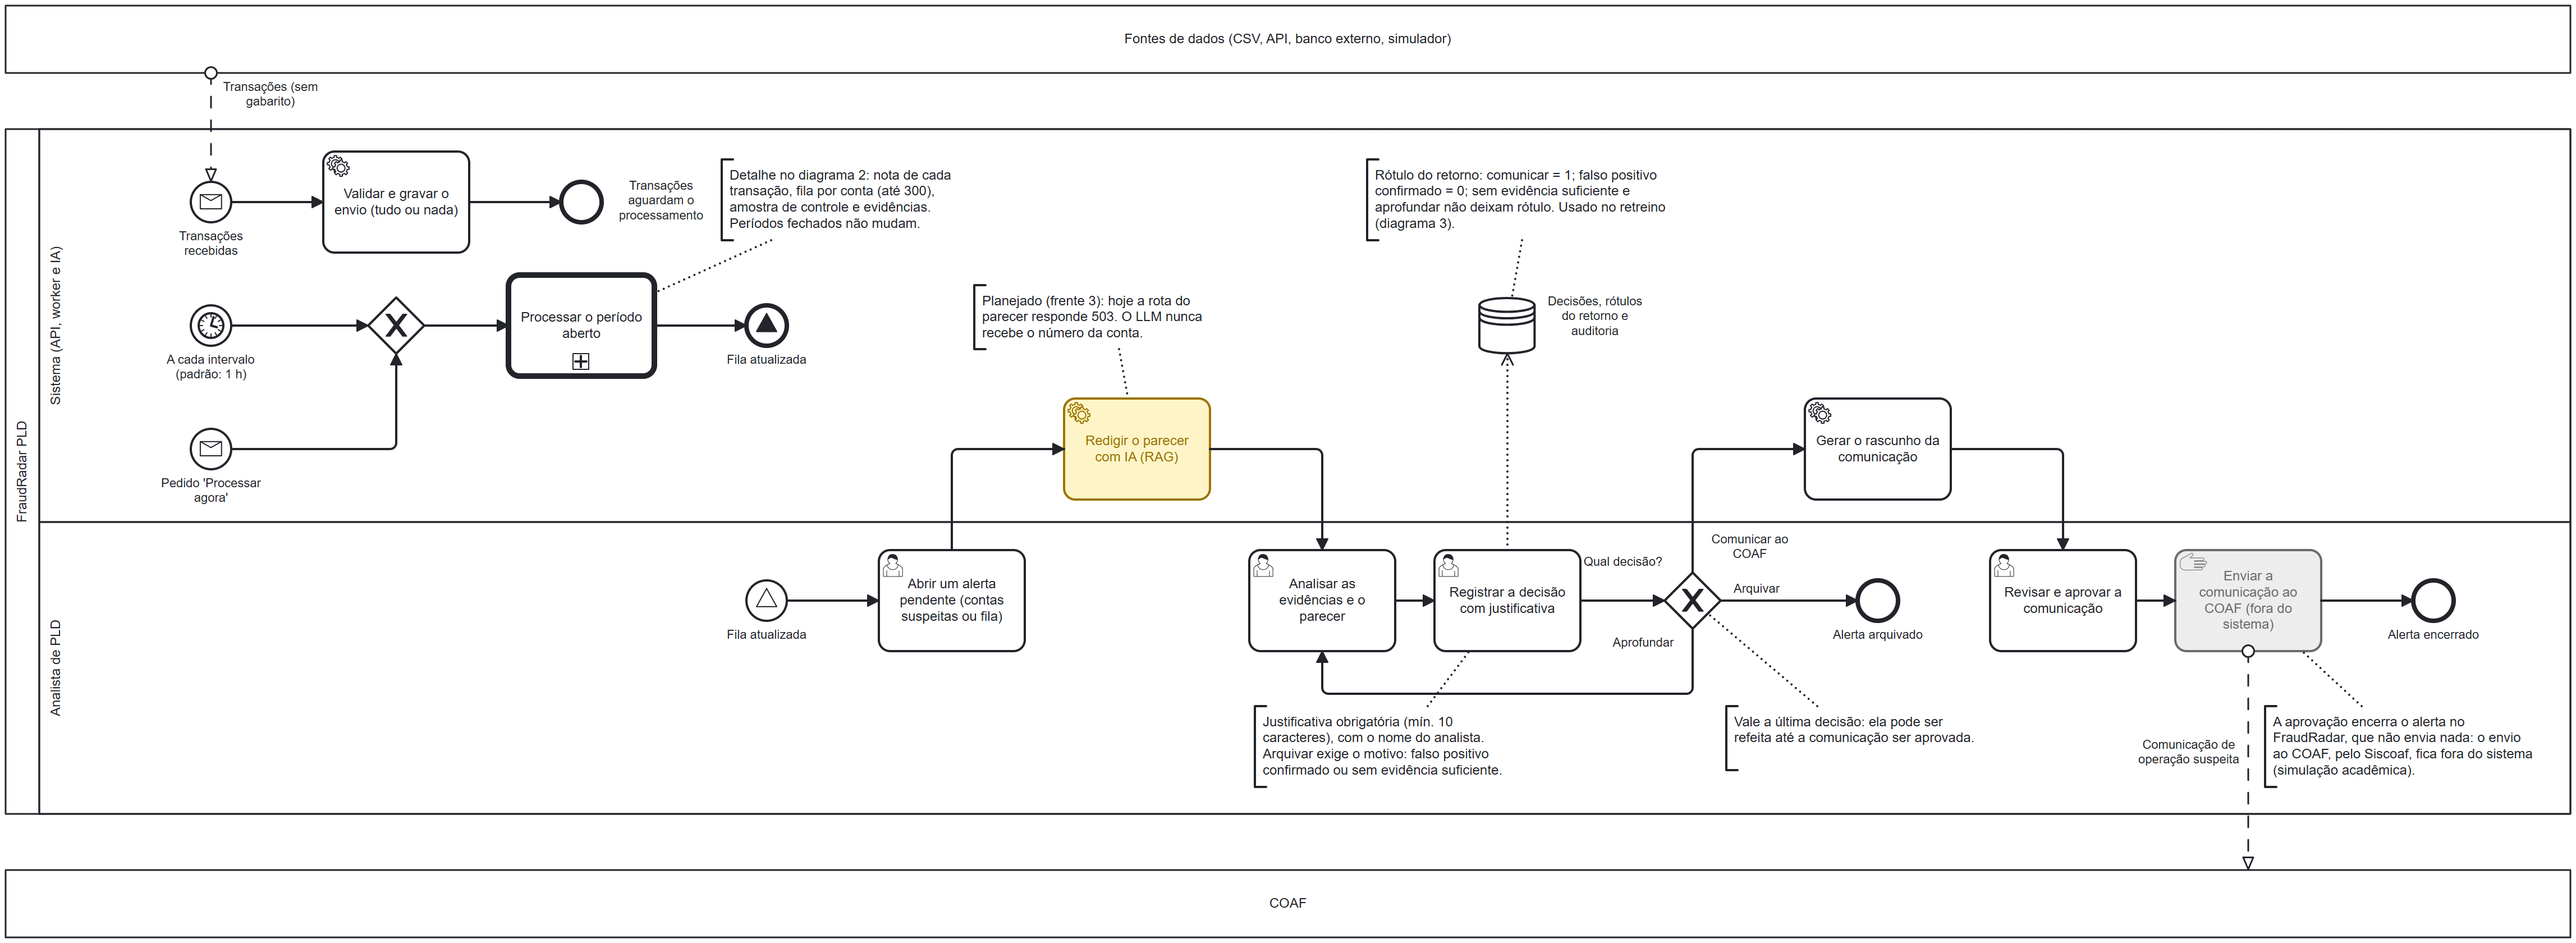 Fontes de dados (CSV, API, banco externo, simulador)
Transações (sem
gabarito)
FraudRadar PLD
Sistema (API, worker e IA)
Transações
recebidas
Validar e gravar o
envio (tudo ou nada)
Transações
aguardam o
processamento
Detalhe no diagrama 2: nota de cada
transação, fila por conta (até 300),
amostra de controle e evidências.
Períodos fechados não mudam.
A cada intervalo
(padrão: 1 h)
Processar o período
aberto
Fila atualizada
Pedido 'Processar
agora'
Planejado (frente 3): hoje a rota do
parecer responde 503. O LLM nunca
recebe o número da conta.
Redigir o parecer
com IA (RAG)
Rótulo do retorno: comunicar = 1; falso positivo
confirmado = 0; sem evidência suficiente e
aprofundar não deixam rótulo. Usado no retreino
(diagrama 3).
Decisões, rótulos
do retorno e
auditoria
Gerar o rascunho da
comunicação
Analista de PLD
Fila atualizada
Abrir um alerta
pendente (contas
suspeitas ou fila)
Analisar as
evidências e o
parecer
Registrar a decisão
com justificativa
Qual decisão?
Comunicar ao
COAF
Arquivar
Aprofundar
Alerta arquivado
Revisar e aprovar a
comunicação
Enviar a
comunicação ao
COAF (fora do
sistema)
Alerta encerrado
Justificativa obrigatória (mín. 10
caracteres), com o nome do analista.
Arquivar exige o motivo: falso positivo
confirmado ou sem evidência suficiente.
Vale a última decisão: ela pode ser
refeita até a comunicação ser aprovada.
Comunicação de
operação suspeita
A aprovação encerra o alerta no
FraudRadar, que não envia nada: o envio
ao COAF, pelo Siscoaf, fica fora do sistema
(simulação acadêmica).
COAF